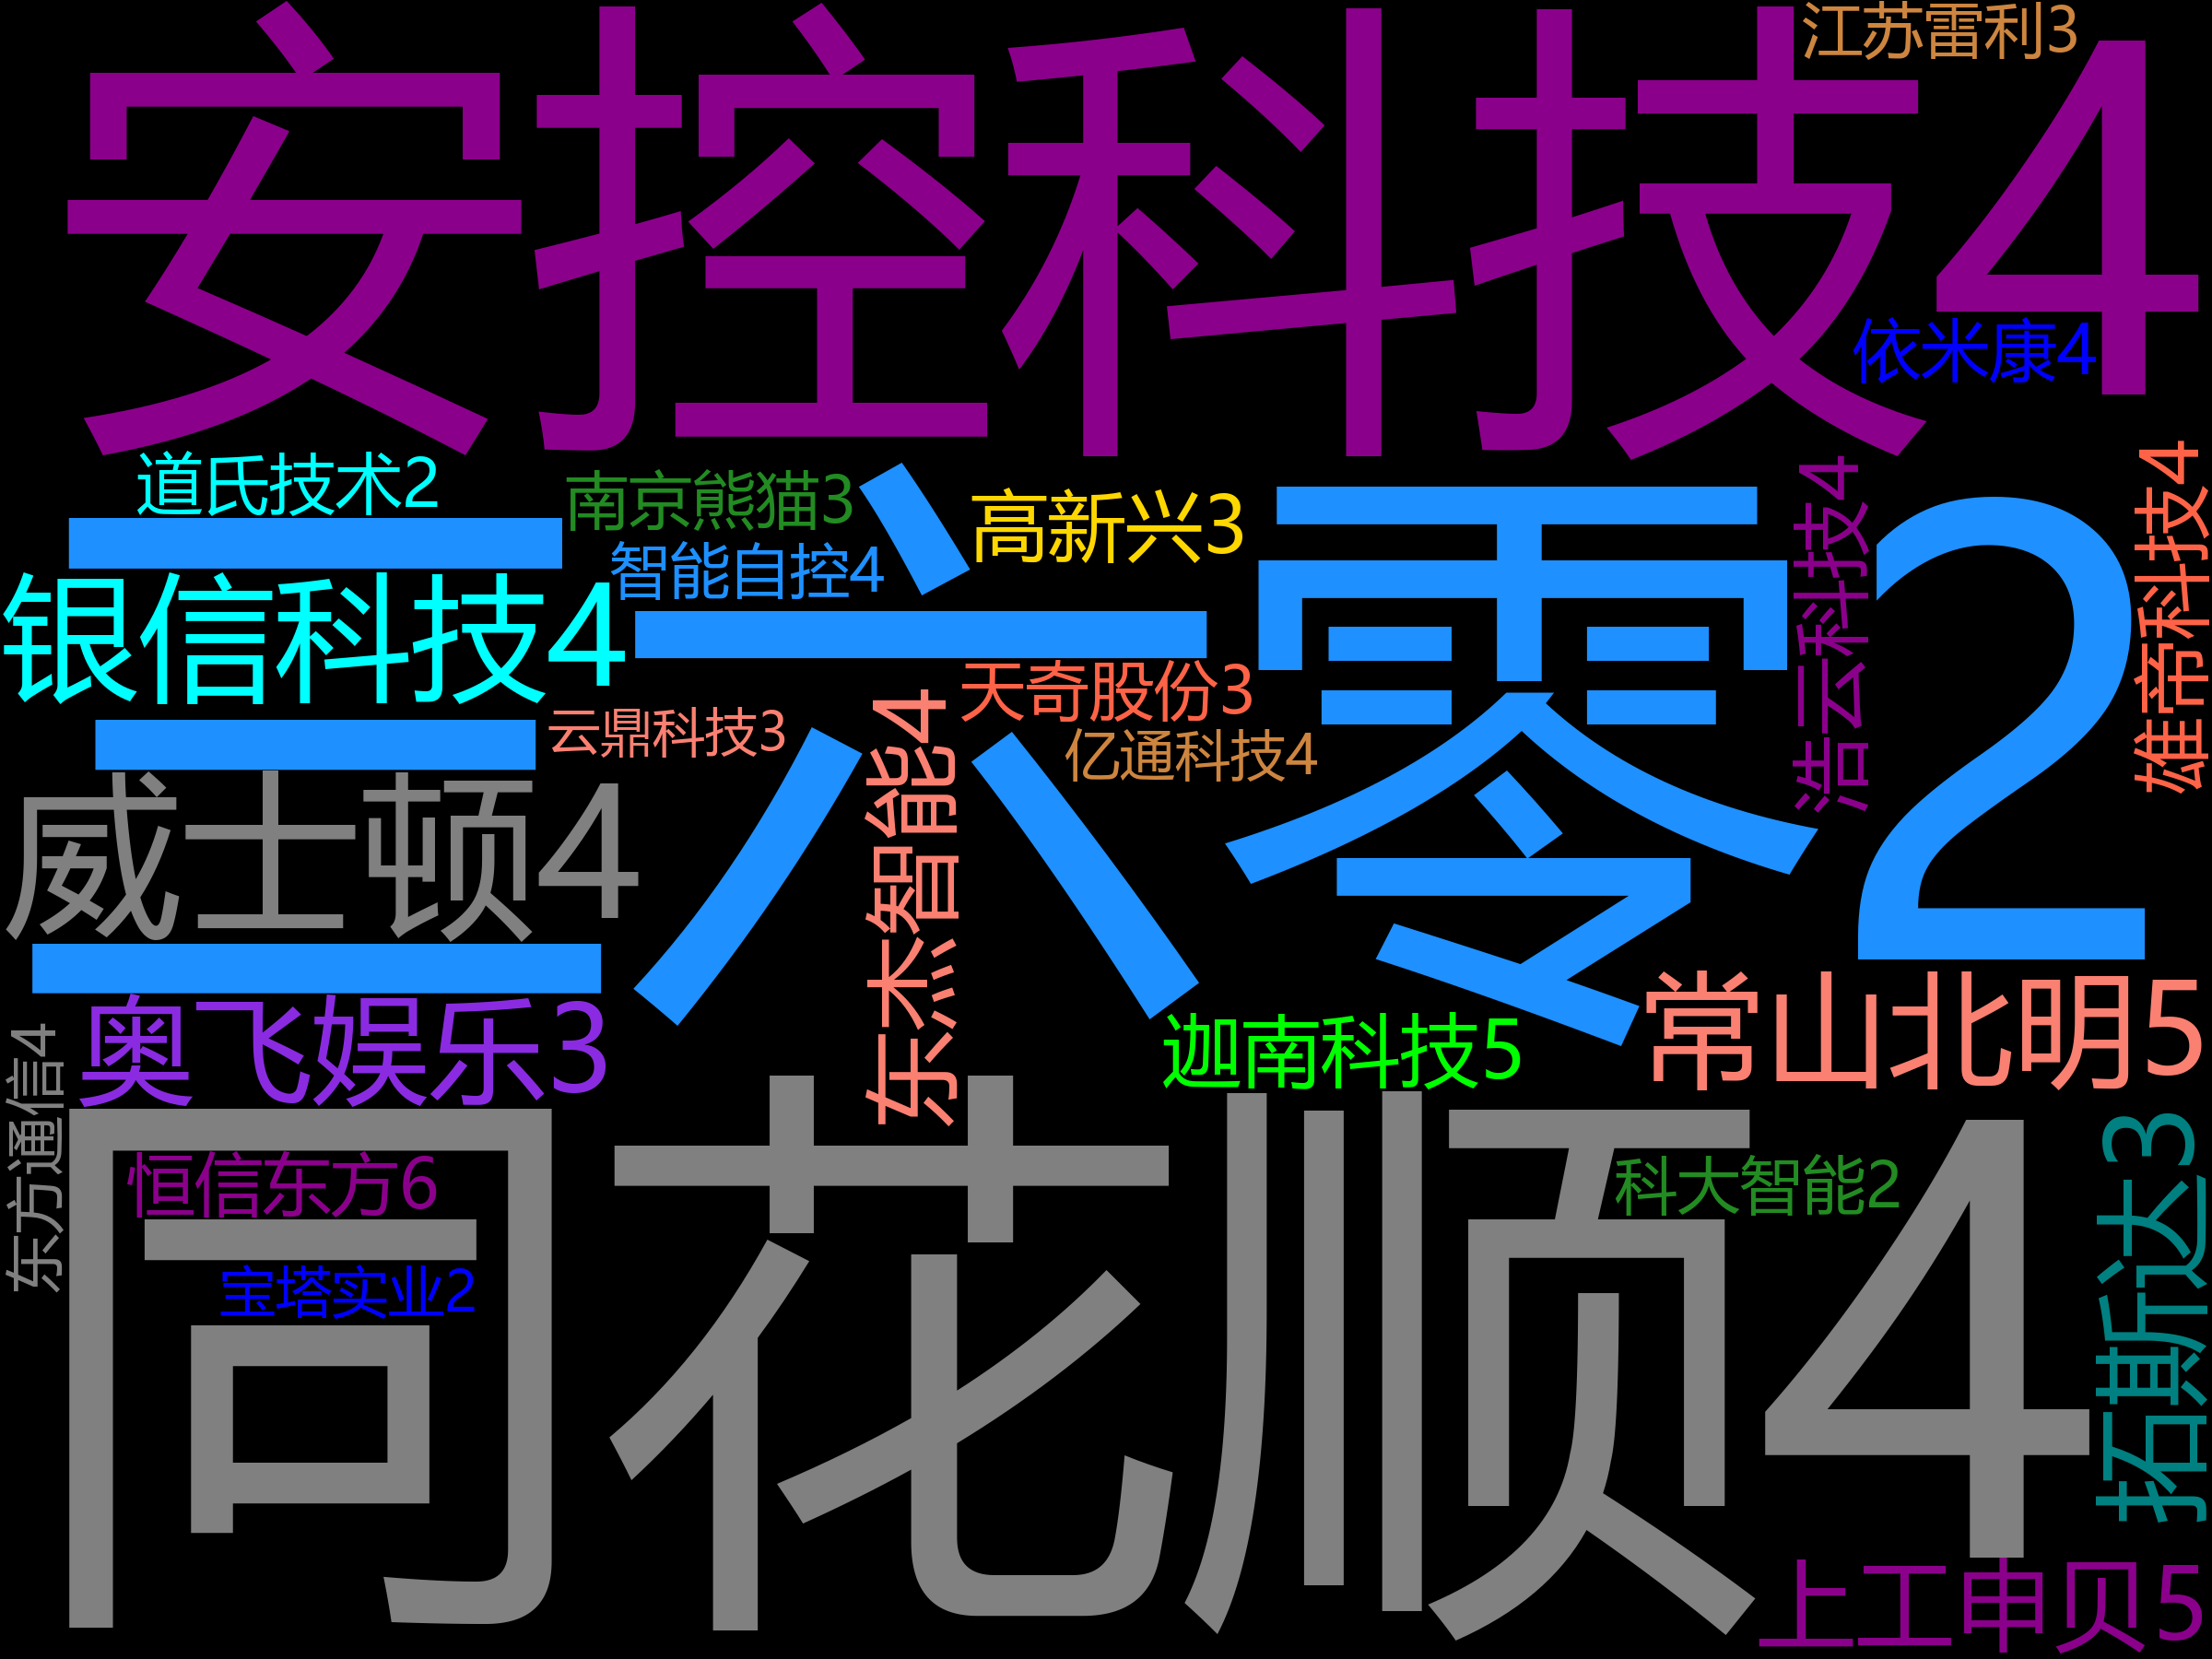 安控科技4
江苏雷利3
依米康4
道氏技术2
南京熊猫3
高新兴3
智能自控4
三六零2
浩云科技4
雄帝科技4
银信科技4
天奇股份3
云鼎科技3
亿通科技4
威士顿4
东杰智能4
常山北明5
奥飞娱乐3
迦南科技5
东方通信4
同花顺4
恒信东方6
科大智能2
宝塔实业2
拓斯达3
上工申贝5